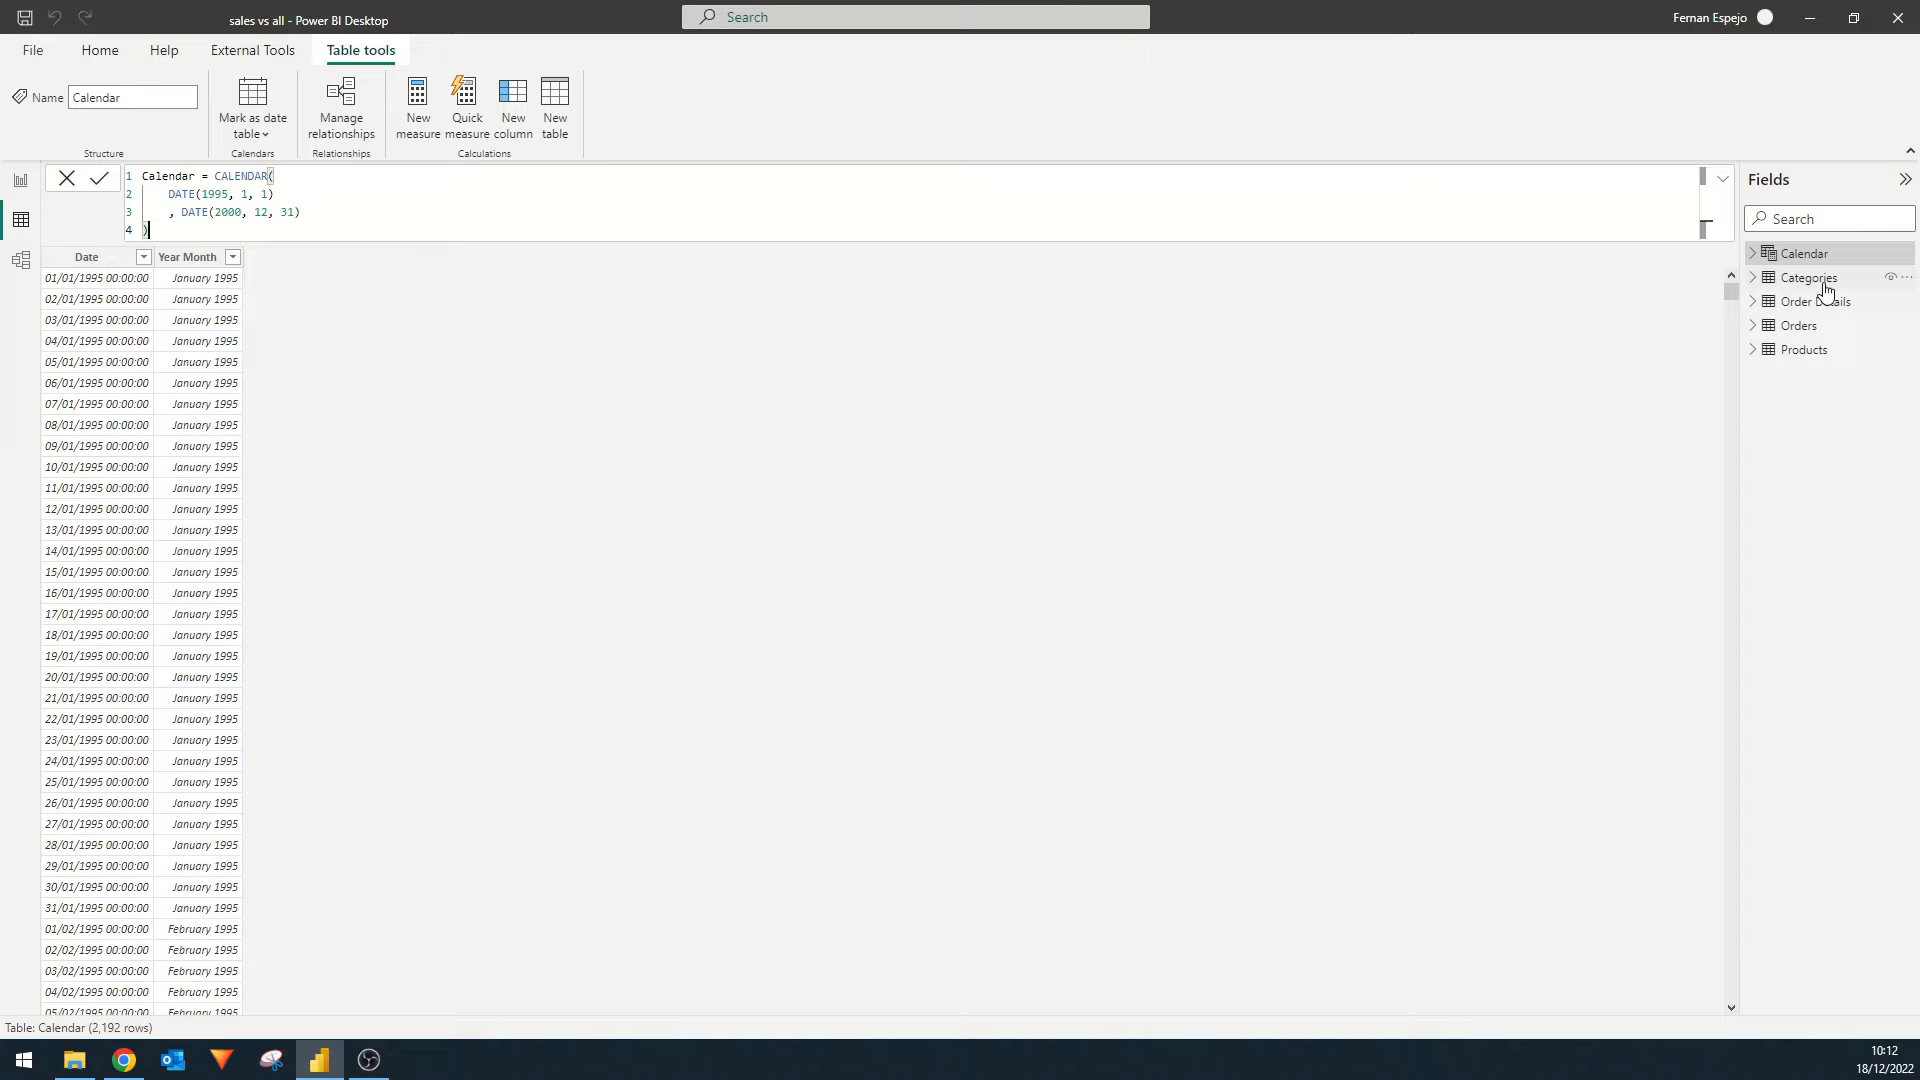 sales vs all - Power BI Desktop
Search
Fernan Espejo
File
Home
Help
External Tools
Table tools
Name
Calendar
Mark as date
table
Manage
relationships
New
measure
Quick
measure
New
column
New
table
Structure
Calendars
Relationships
Calculations
1 Calendar = CALENDAR(
2 DATE(1995, 1, 1)
3 , DATE(2000, 12, 31)
4 )
Fields
Search
Calendar
Categories
Order Details
Orders
Products
Date Year Month
01/01/1995 00:00:00 January 1995
02/01/1995 00:00:00 January 1995
03/01/1995 00:00:00 January 1995
04/01/1995 00:00:00 January 1995
05/01/1995 00:00:00 January 1995
06/01/1995 00:00:00 January 1995
07/01/1995 00:00:00 January 1995
08/01/1995 00:00:00 January 1995
09/01/1995 00:00:00 January 1995
10/01/1995 00:00:00 January 1995
11/01/1995 00:00:00 January 1995
12/01/1995 00:00:00 January 1995
13/01/1995 00:00:00 January 1995
14/01/1995 00:00:00 January 1995
15/01/1995 00:00:00 January 1995
16/01/1995 00:00:00 January 1995
17/01/1995 00:00:00 January 1995
18/01/1995 00:00:00 January 1995
19/01/1995 00:00:00 January 1995
20/01/1995 00:00:00 January 1995
21/01/1995 00:00:00 January 1995
22/01/1995 00:00:00 January 1995
23/01/1995 00:00:00 January 1995
24/01/1995 00:00:00 January 1995
25/01/1995 00:00:00 January 1995
26/01/1995 00:00:00 January 1995
27/01/1995 00:00:00 January 1995
28/01/1995 00:00:00 January 1995
29/01/1995 00:00:00 January 1995
30/01/1995 00:00:00 January 1995
31/01/1995 00:00:00 January 1995
01/02/1995 00:00:00 February 1995
02/02/1995 00:00:00 February 1995
03/02/1995 00:00:00 February 1995
04/02/1995 00:00:00 February 1995
05/02/1995 00:00:00 February 1995
Table: Calendar (2,192 rows)
10:12
18/12/2022